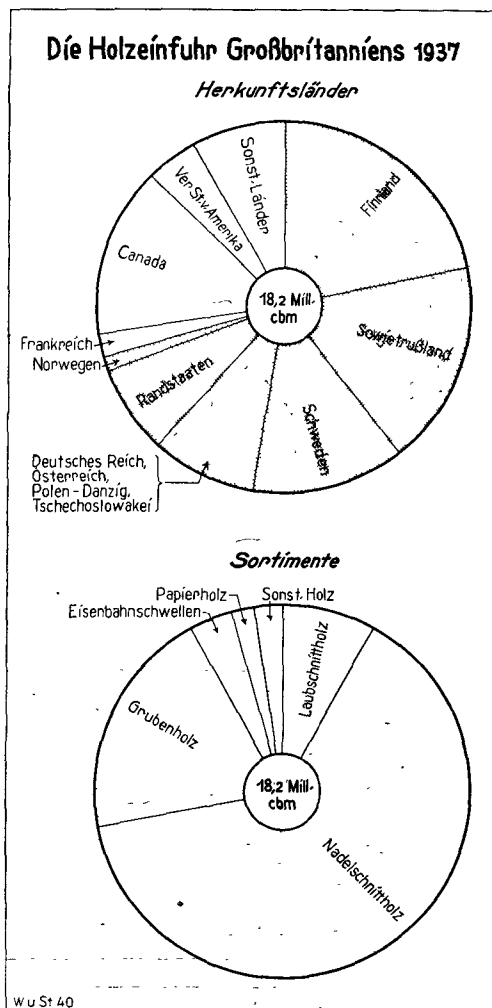 Die Holzeinfuhr Großbritanniens 1937
Herkunftsländer
Sonst. Länder
Ver. St. v. Amerika
Finnland
Canada
18,2 Mill.
cbm
Frankreich
Norwegen
Sowjetrußland
Randstaaten
Schweden
Deutsches Reich,
Österreich,
Polen-Danzig,
Tschechoslowakei
Sortimente
Papierholz
Sonst. Holz
Eisenbahnschwellen
Laubschnittholz
Grubenholz
18,2 Mill.
cbm
Nadelschnittholz
W u St 40